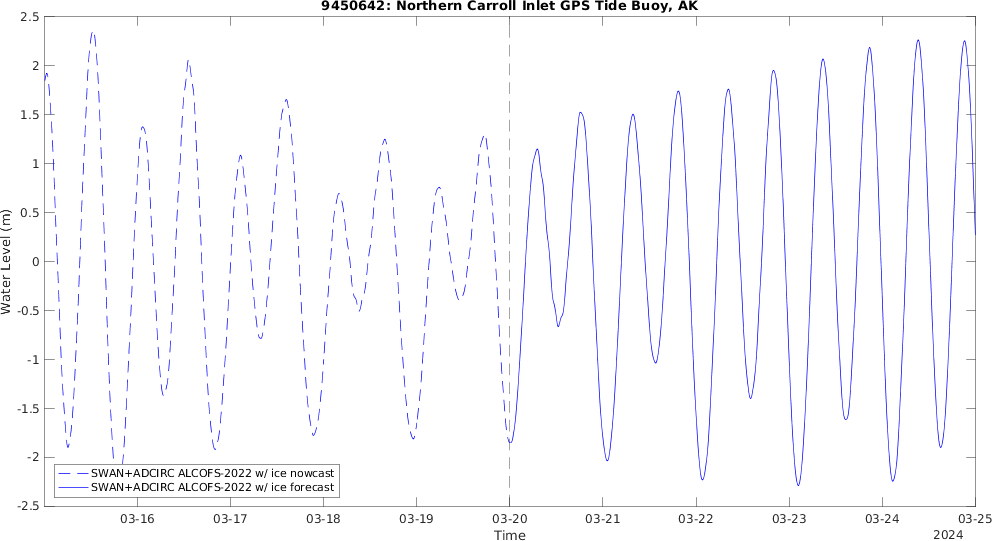 9450642: Northern Carroll Inlet GPS Tide Buoy, AK
Water Level (m)
2.5
2
1.5
1
0.5
0
-0.5
-1
-1.5
-2
-2.5
SWAN+ADCIRC ALCOFS-2022 w/ ice nowcast
SWAN+ADCIRC ALCOFS-2022 w/ ice forecast
03-16 03-17 03-18 03-19 03-20 03-21 03-22 03-23 03-24 03-25
Time
2024